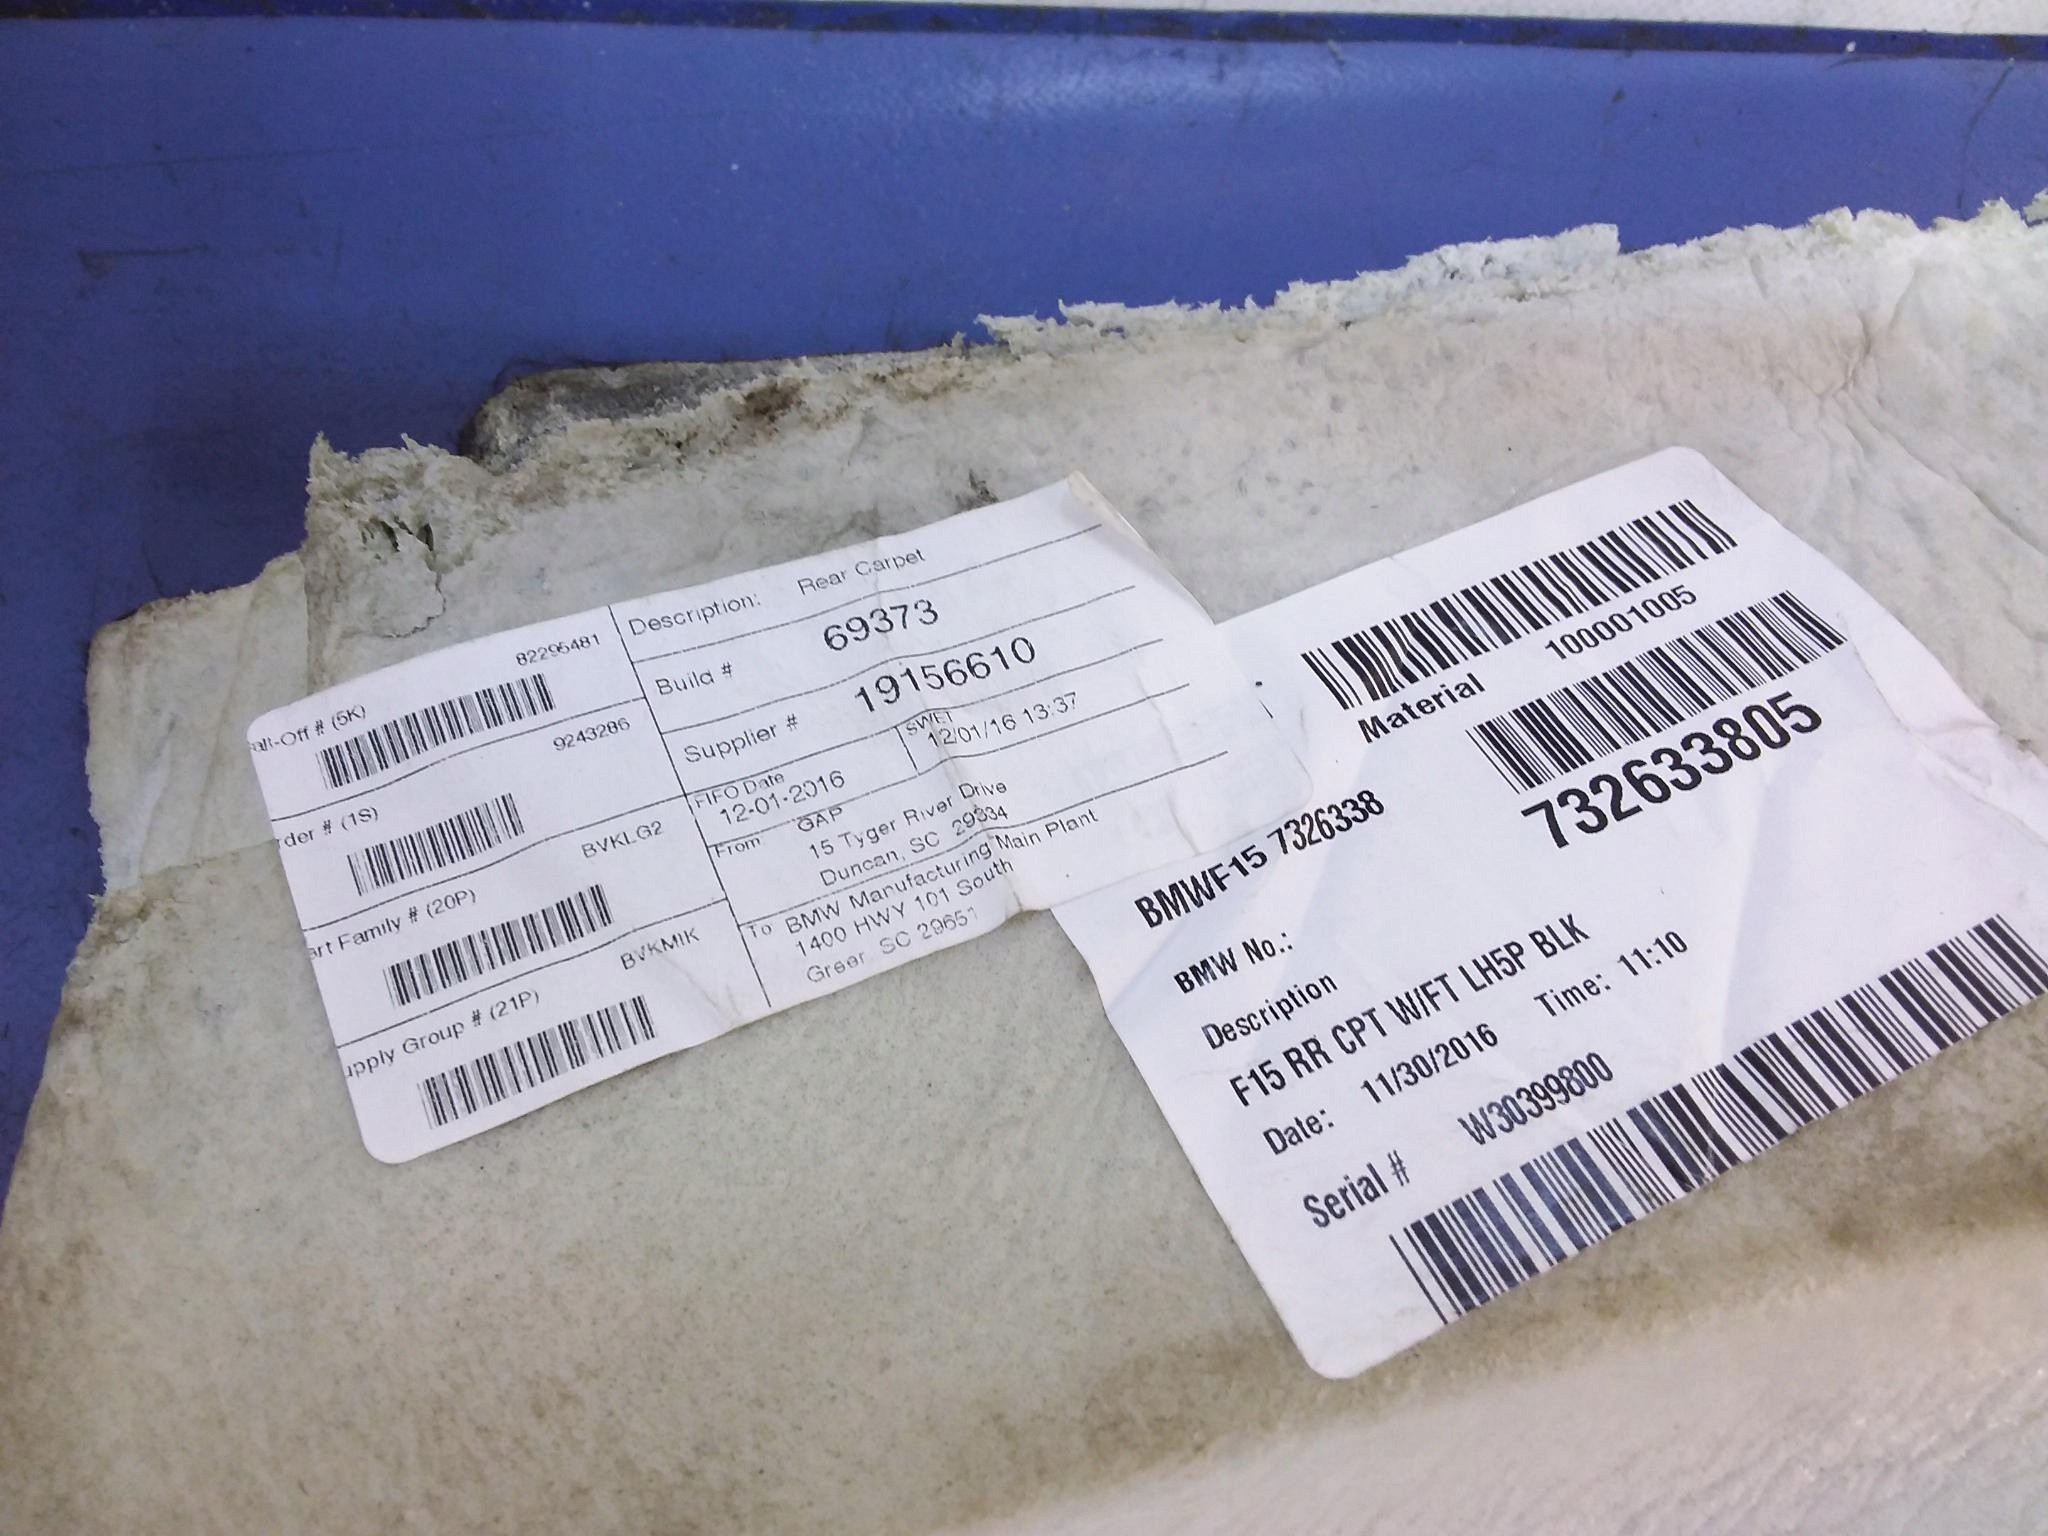 82295481
all-Off # (5K)
9243286
der # (1S)
BVKLG2
art Family # (20P)
BVKMIK
upply Group # (21P)
Description: Rear Carpet
Build # 69373
Supplier # 19156610
FIFO Date
12-01-2016
SWET
12/01/16 13:37
From GAP
15 Tyger River Drive
Duncan, SC 29334
To BMW Manufacturing Main Plant
1400 HWY 101 South
Greer SC 29651
Material 100001005
732633805
BMWF15 7326338
BMW No.:
Description
F15 RR CPT W/FT LH5P BLK
Date: 11/30/2016 Time: 11:10
Serial # W30399800